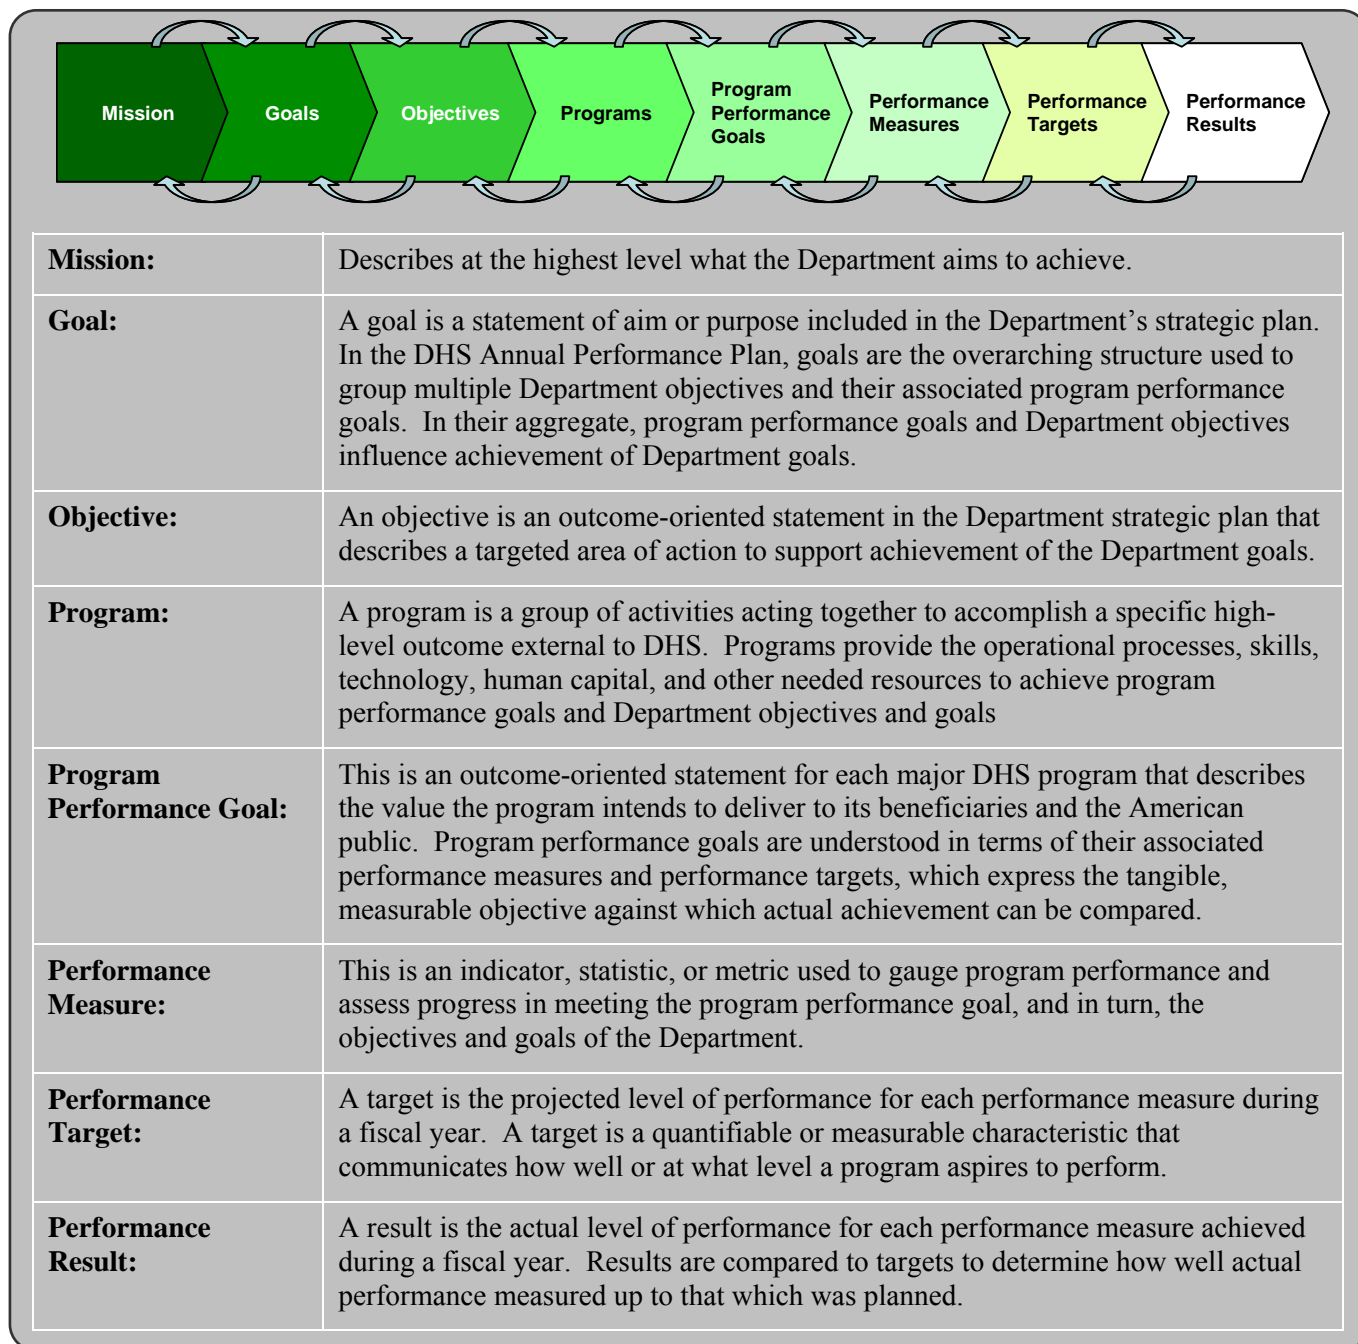 Mission
Goals
Objectives
Programs
Program
Performance
Goals
Performance
Measures
Performance
Targets
Performance
Results
Mission:
Describes at the highest level what the Department aims to achieve.
Goal:
A goal is a statement of aim or purpose included in the Department’s strategic plan.
In the DHS Annual Performance Plan, goals are the overarching structure used to
group multiple Department objectives and their associated program performance
goals.  In their aggregate, program performance goals and Department objectives
influence achievement of Department goals.
Objective:
An objective is an outcome-oriented statement in the Department strategic plan that
describes a targeted area of action to support achievement of the Department goals.
Program:
A program is a group of activities acting together to accomplish a specific high-
level outcome external to DHS.  Programs provide the operational processes, skills,
technology, human capital, and other needed resources to achieve program
performance goals and Department objectives and goals
Program
Performance Goal:
This is an outcome-oriented statement for each major DHS program that describes
the value the program intends to deliver to its beneficiaries and the American
public.  Program performance goals are understood in terms of their associated
performance measures and performance targets, which express the tangible,
measurable objective against which actual achievement can be compared.
Performance
Measure:
This is an indicator, statistic, or metric used to gauge program performance and
assess progress in meeting the program performance goal, and in turn, the
objectives and goals of the Department.
Performance
Target:
A target is the projected level of performance for each performance measure during
a fiscal year.  A target is a quantifiable or measurable characteristic that
communicates how well or at what level a program aspires to perform.
Performance
Result:
A result is the actual level of performance for each performance measure achieved
during a fiscal year.  Results are compared to targets to determine how well actual
performance measured up to that which was planned.